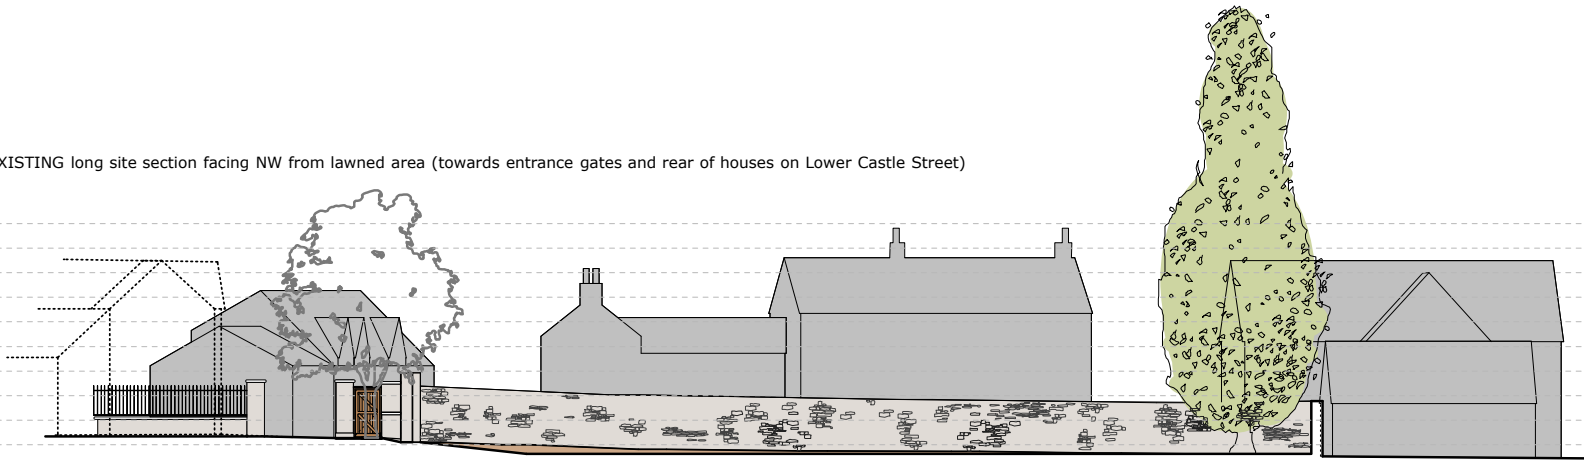 XISTING long site section facing NW from lawned area (towards entrance gates and rear of houses on Lower Castle Street)